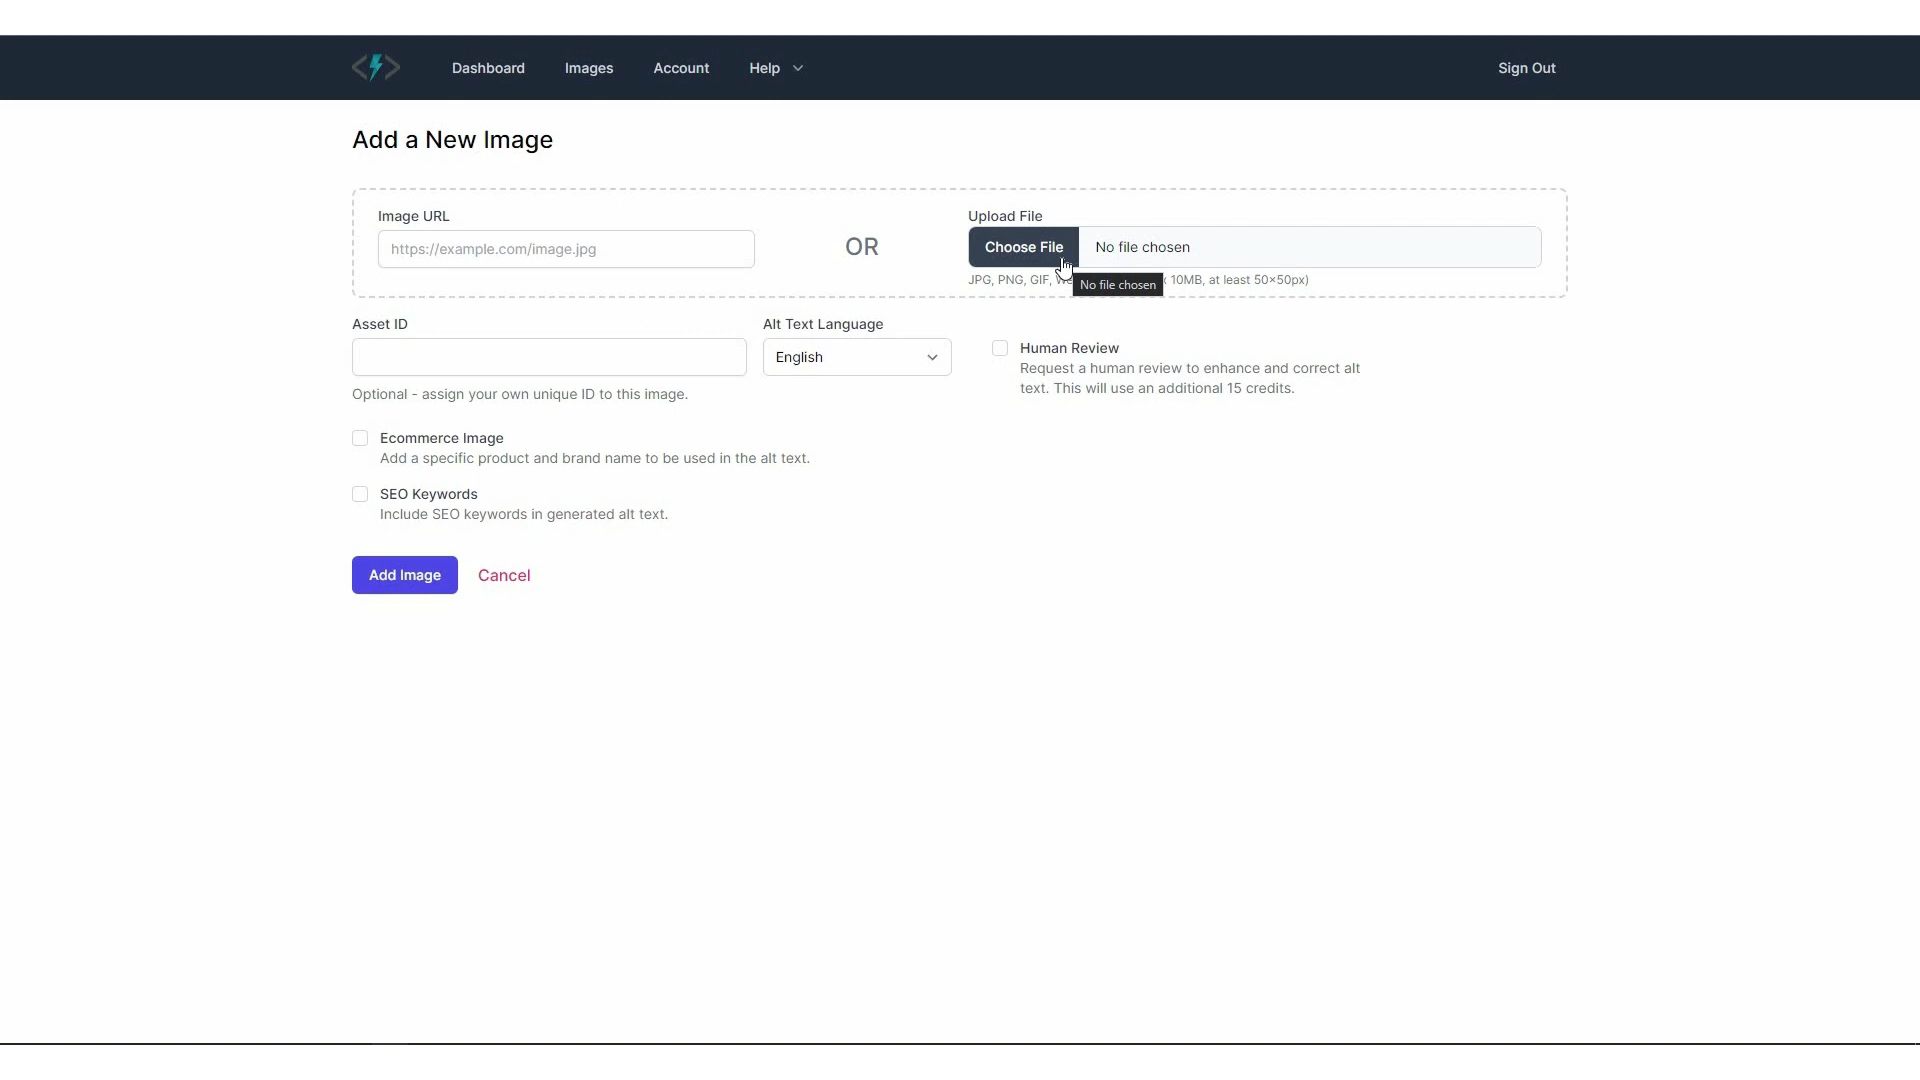 Dashboard Images Account Help Sign Out
Add a New Image
Image URL
https://example.com/image.jpg
OR
Upload File
Choose File No file chosen
JPG, PNG, GIF, 10MB, at least 50×50px)
No file chosen
Asset ID
Optional - assign your own unique ID to this image.
Alt Text Language
English
Human Review
Request a human review to enhance and correct alt
text. This will use an additional 15 credits.
Ecommerce Image
Add a specific product and brand name to be used in the alt text.
SEO Keywords
Include SEO keywords in generated alt text.
Add Image Cancel